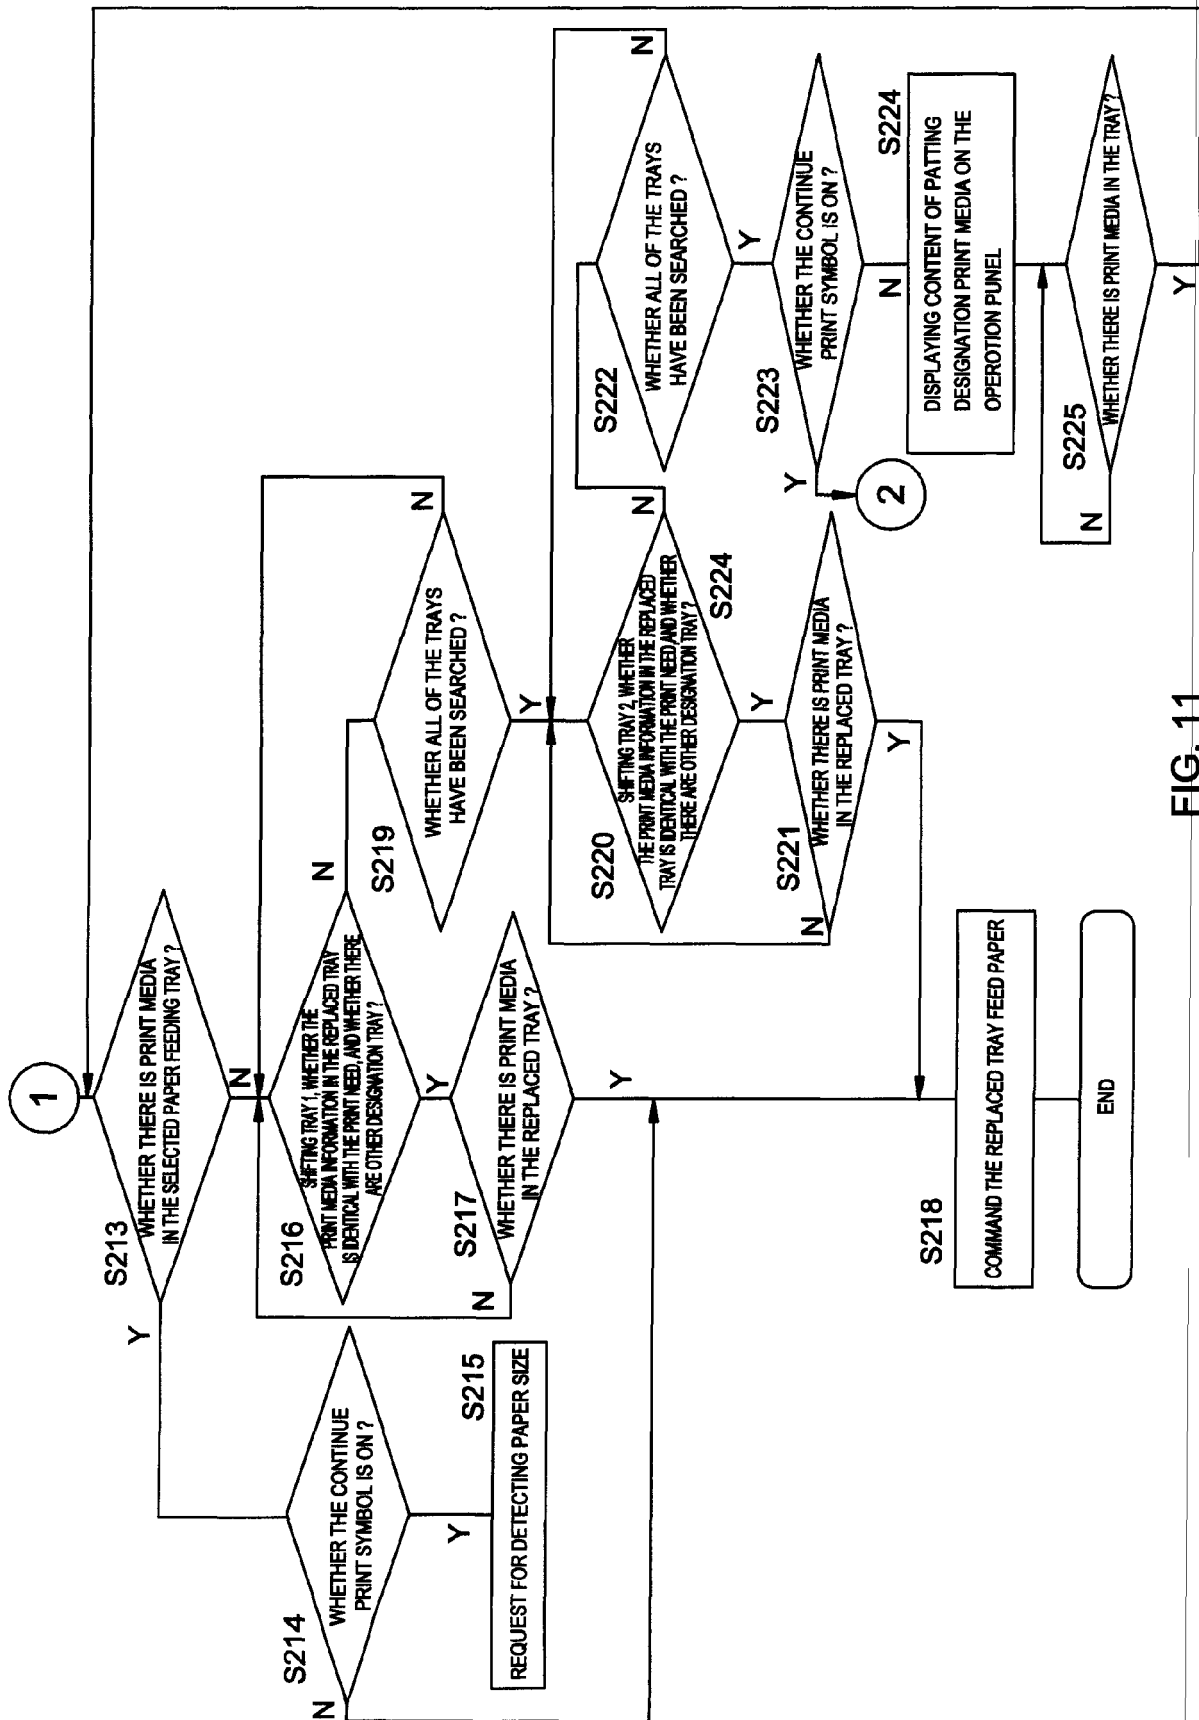 1
S213
WHETHER THERE IS PRINT MEDIA
IN THE SELECTED PAPER FEEDING TRAY ?
Y
N
S214
WHETHER THE CONTINUE
PRINT SYMBOL IS ON ?
N
Y
S215
REQUEST FOR DETECTING PAPER SIZE
S216
SHIFTING TRAY 1, WHETHER THE
PRINT MEDIA INFORMATION IN THE REPLACED TRAY
IS IDENTICAL WITH THE PRINT NEED, AND WHETHER THERE
ARE OTHER DESIGNATION TRAY ?
N
Y
S217
WHETHER THERE IS PRINT MEDIA
IN THE REPLACED TRAY ?
N
Y
S218
COMMAND THE REPLACED TRAY FEED PAPER
END
S219
WHETHER ALL OF THE TRAYS
HAVE BEEN SEARCHED ?
N
Y
S220
SHIFTING TRAY 2, WHETHER
THE PRINT MEDIA INFORMATION IN THE REPLACED
TRAY IS IDENTICAL WITH THE PRINT NEED, AND WHETHER
THERE ARE OTHER DESIGNATION TRAY ?
S224
N
Y
S221
WHETHER THERE IS PRINT MEDIA
IN THE REPLACED TRAY ?
N
Y
S222
WHETHER ALL OF THE TRAYS
HAVE BEEN SEARCHED ?
N
Y
S223
WHETHER THE CONTINUE
PRINT SYMBOL IS ON ?
Y
2
N
S224
DISPLAYING CONTENT OF PATTING
DESIGNATION PRINT MEDIA ON THE
OPEROTION PUNEL
S225
WHETHER THERE IS PRINT MEDIA IN THE TRAY ?
N
Y
FIG. 11